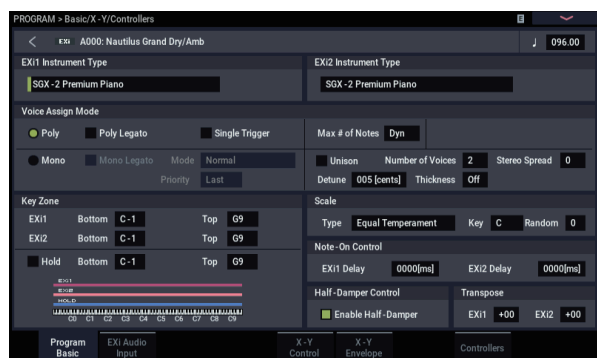 PROGRAM > Basic/X -Y/Controllers E
EXi A000: Nautilus Grand Dry/Amb ♩ 096.00
EXi1 Instrument Type EXi2 Instrument Type
SGX -2 Premium Piano SGX -2 Premium Piano
Voice Assign Mode
Poly Poly Legato Single Trigger Max # of Notes Dyn
Mono Mono Legato Mode Normal Unison Number of Voices 2 Stereo Spread 0
Priority Last Detune 005 [cents] Thickness Off
Key Zone Scale
EXi1 Bottom C -1 Top G9 Type Equal Temperament Key C Random 0
EXi2 Bottom C -1 Top G9
Note-On Control
Hold Bottom C -1 Top G9 EXi1 Delay 0000[ms] EXi2 Delay 0000[ms]
EXi1
EXi2
HOLD
C0 C1 C2 C3 C4 C5 C6 C7 C8 C9
Half-Damper Control Transpose
Enable Half-Damper EXi1 +00 EXi2 +00
Program Basic EXi Audio Input X -Y Control X -Y Envelope Controllers